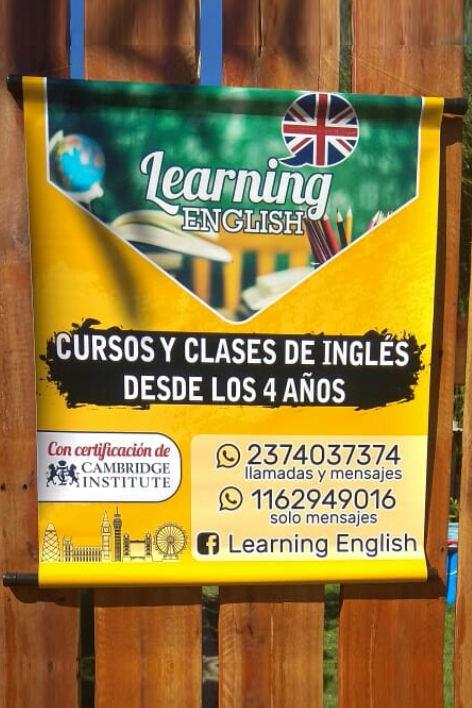 Learning
ENGLISH
CURSOS Y CLASES DE INGLÉS
DESDE LOS 4 AÑOS
Con certificación de
CAMBRIDGE
INSTITUTE
2374037374
llamadas y mensajes
1162949016
solo mensajes
f Learning English